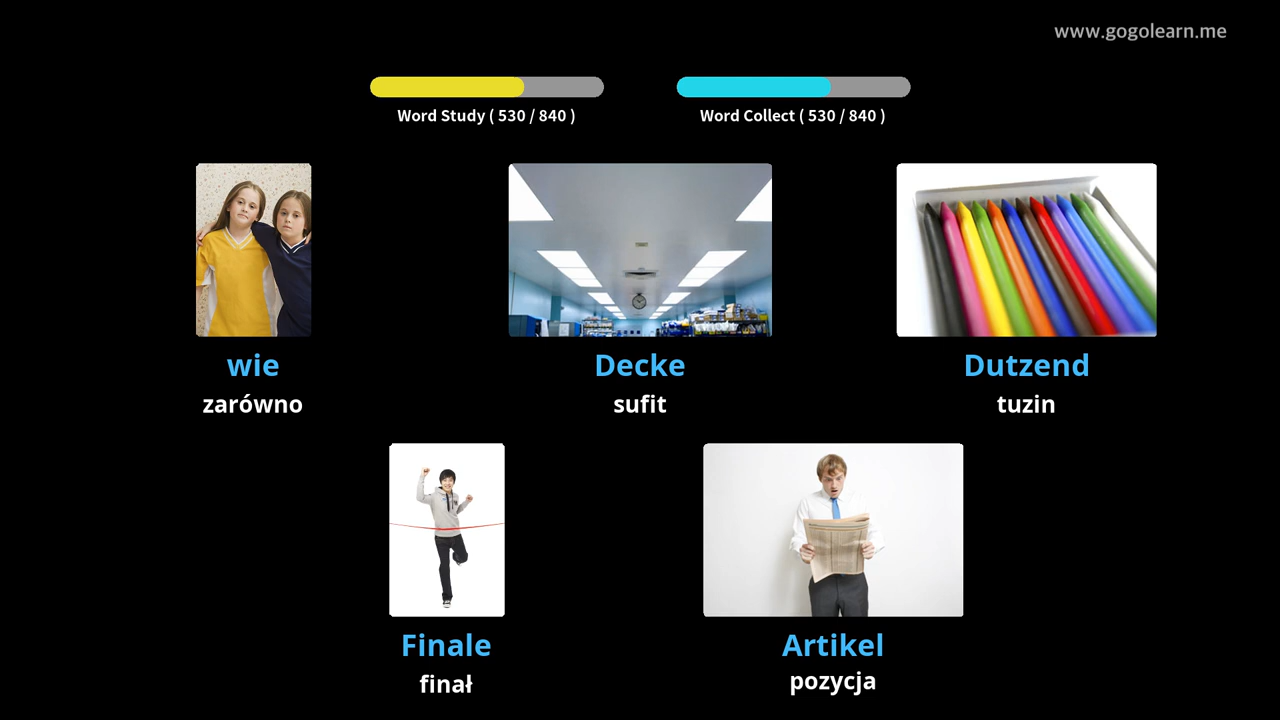 www.gogolearn.me
Word Study ( 530 / 840 )
Word Collect ( 530 / 840 )
wie
zarówno
Decke
sufit
Dutzend
tuzin
Finale
finał
Artikel
pozycja